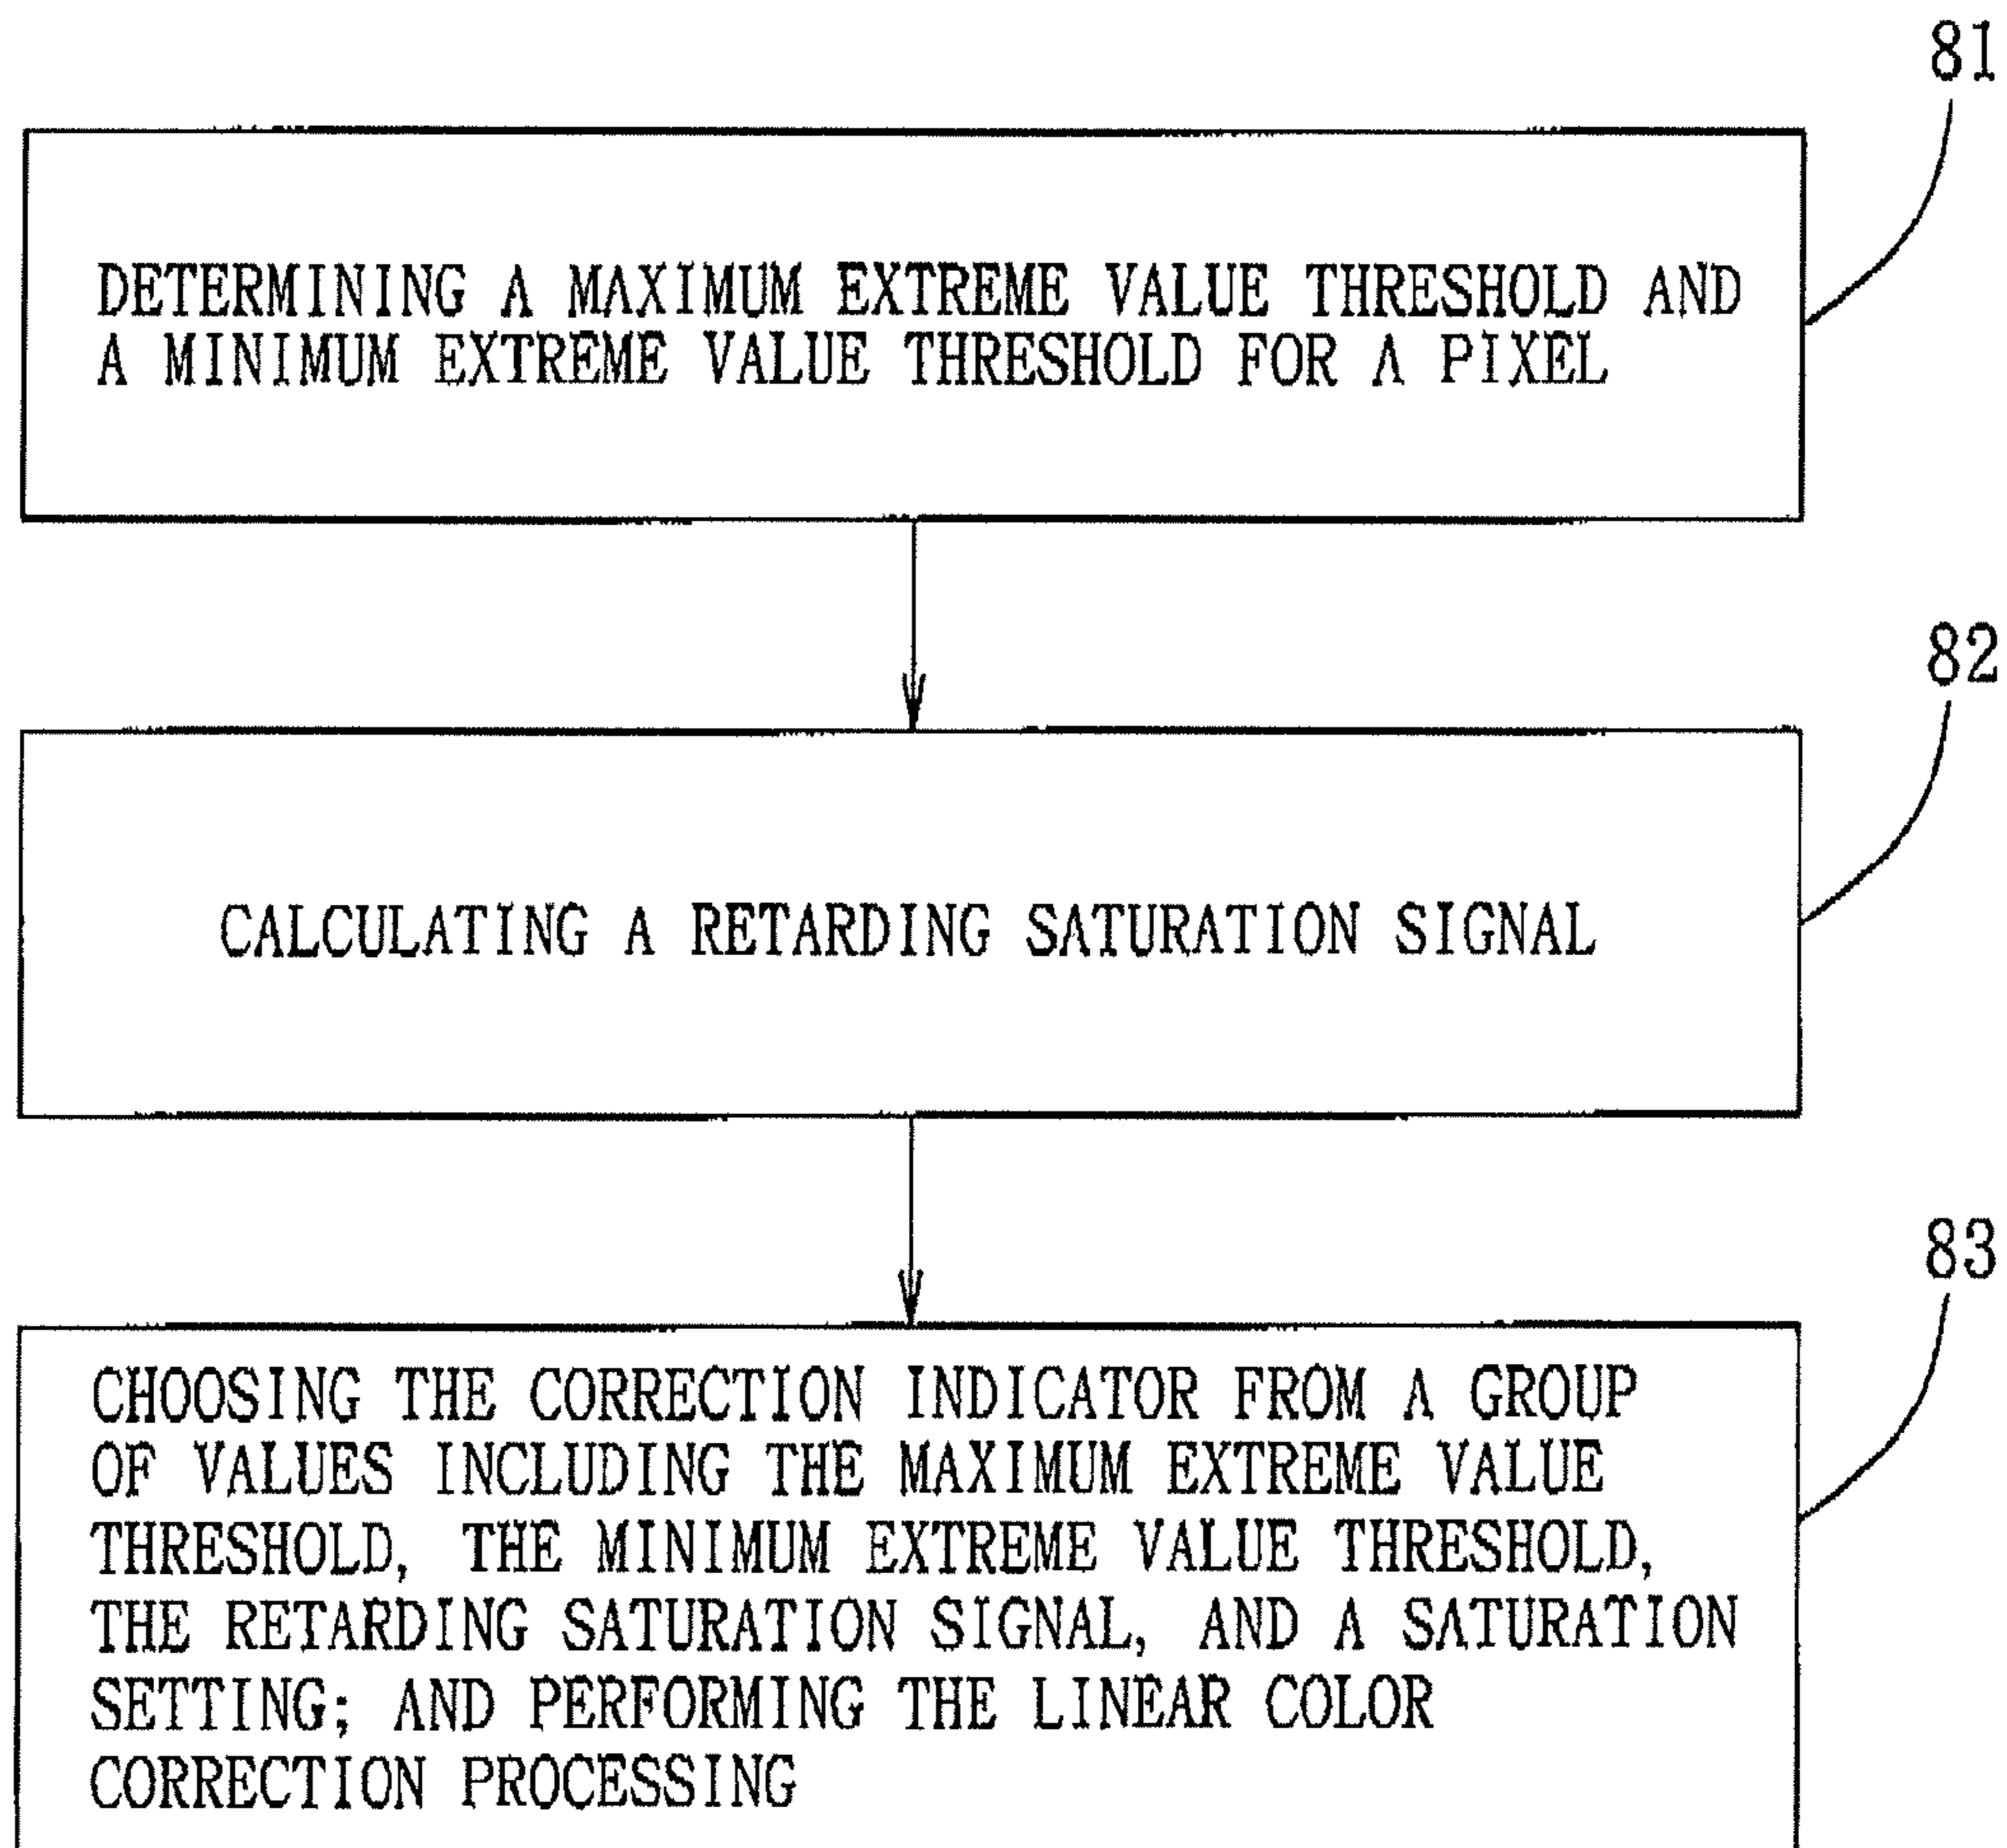 81
DETERMINING A MAXIMUM EXTREME VALUE THRESHOLD AND
A MINIMUM EXTREME VALUE THRESHOLD FOR A PIXEL
82
CALCULATING A RETARDING SATURATION SIGNAL
83
CHOOSING THE CORRECTION INDICATOR FROM A GROUP
OF VALUES INCLUDING THE MAXIMUM EXTREME VALUE
THRESHOLD, THE MINIMUM EXTREME VALUE THRESHOLD,
THE RETARDING SATURATION SIGNAL, AND A SATURATION
SETTING; AND PERFORMING THE LINEAR COLOR
CORRECTION PROCESSING